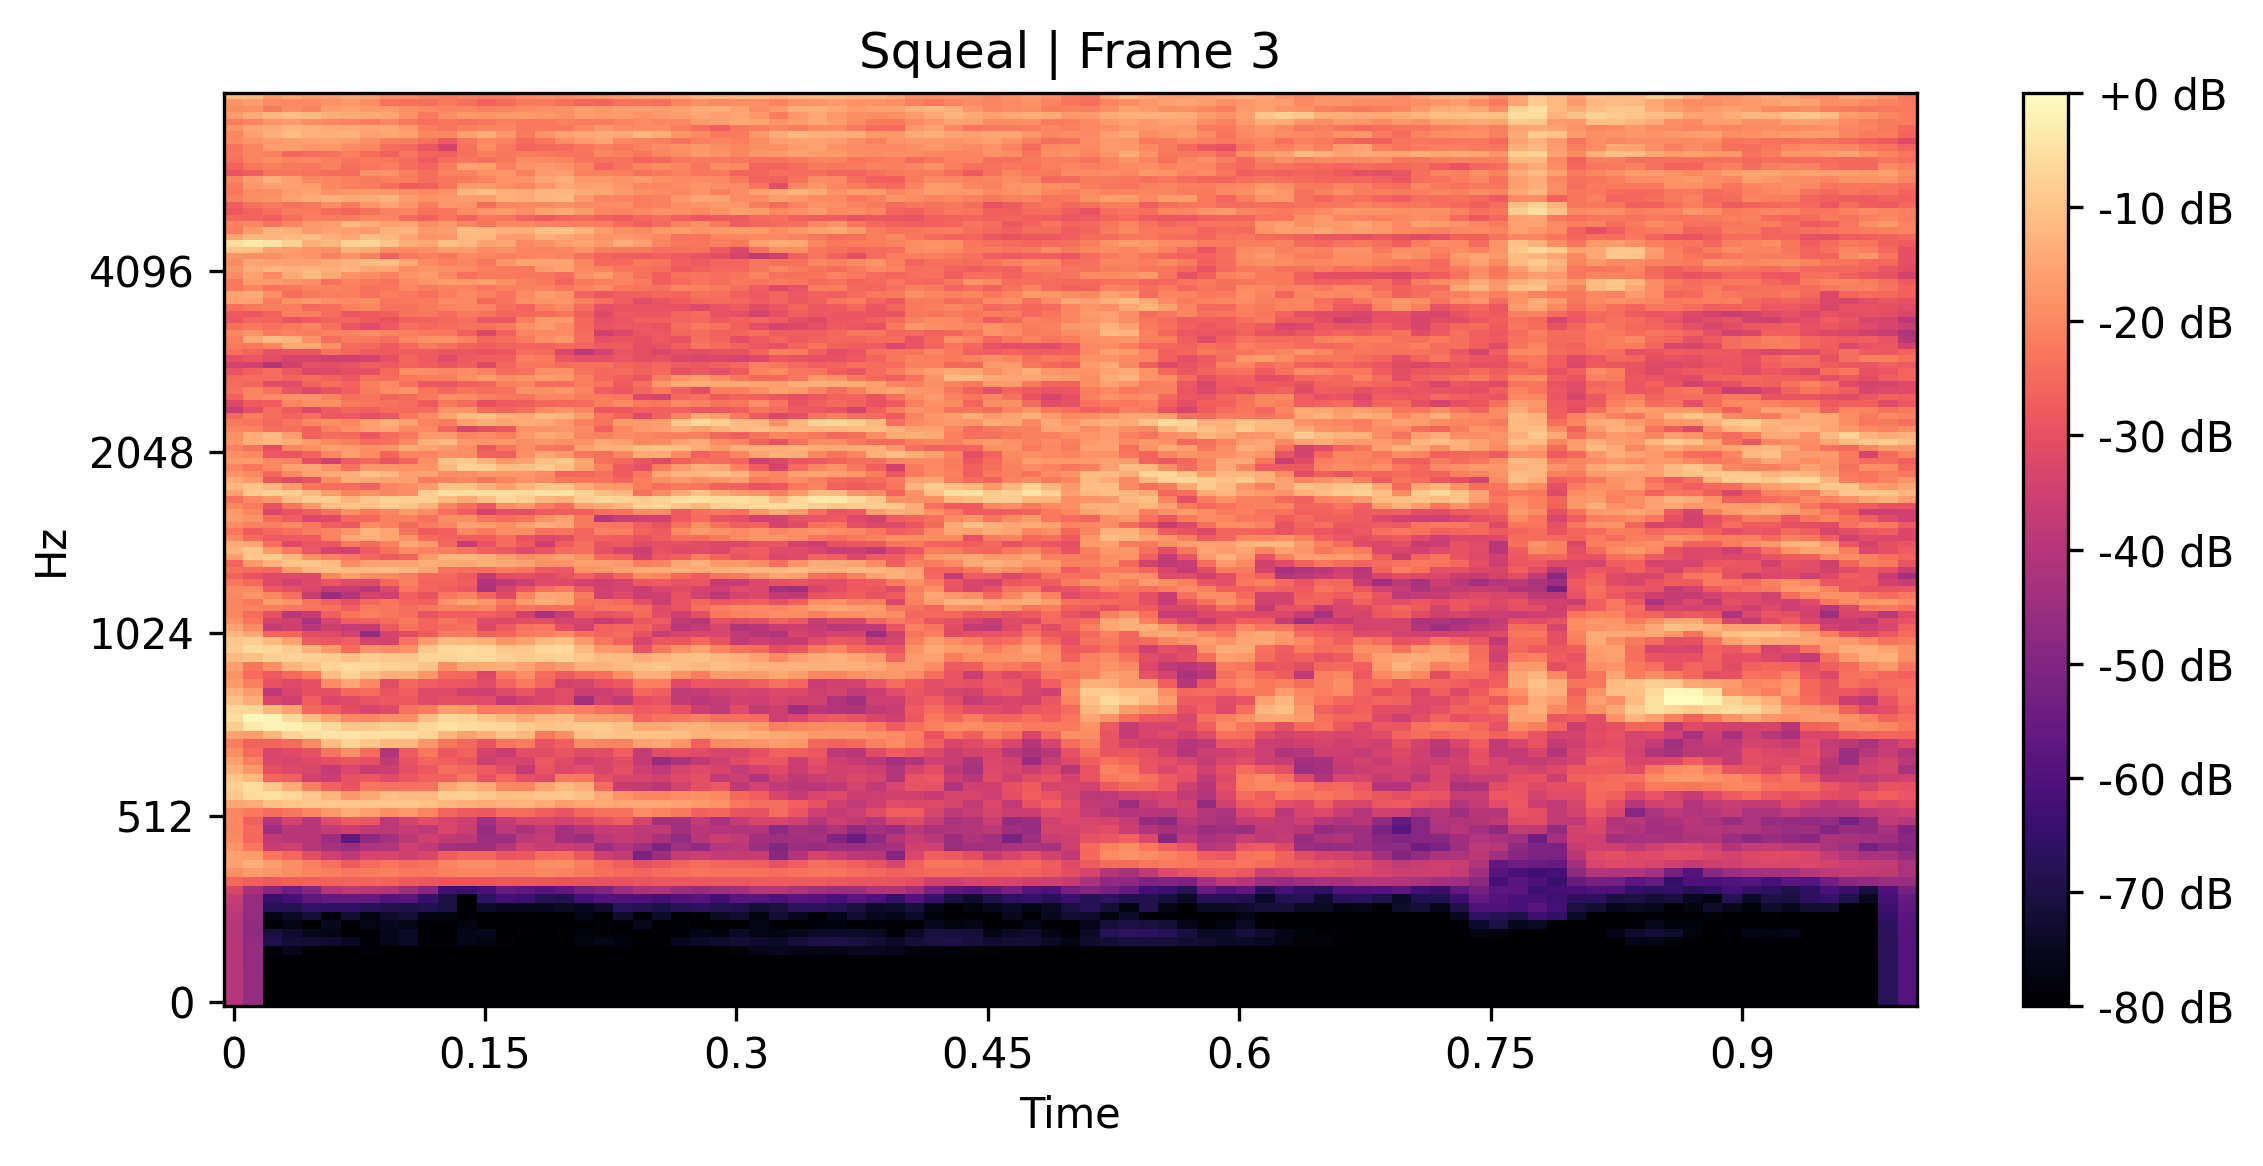 Squeal | Frame 3
+0 dB
-10 dB
-20 dB
-30 dB
-40 dB
-50 dB
-60 dB
-70 dB
-80 dB
Hz
4096
2048
1024
512
0
0 0.15 0.3 0.45 0.6 0.75 0.9
Time